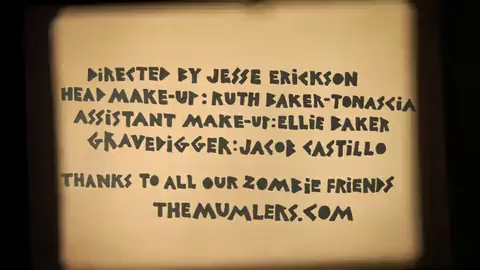 DIRECTED BY JESSE ERICKSON
HEAD MAKE-UP: RUTH BAKER-TONASCIA
ASSISTANT MAKE-UP: ELLIE BAKER
GRAVEDIGGER: JACOB CASTILLO
THANKS TO ALL OUR ZOMBIE FRIENDS
THEMUMLERS.COM